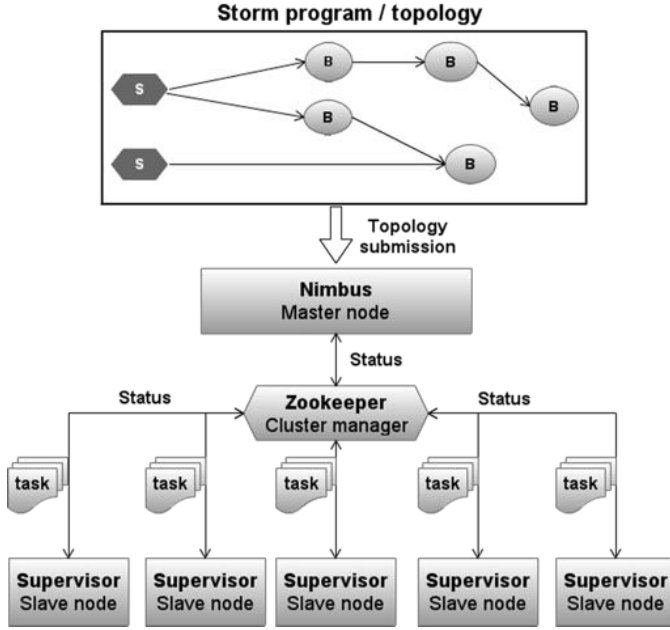 Storm program / topology
B
B
S
B
B
S
B
Topology
submission
Nimbus
Master node
Status
Status
Zookeeper
Cluster manager
Status
task
task
task
task
task
Supervisor
Slave node
Supervisor
Slave node
Supervisor
Slave node
Supervisor
Slave node
Supervisor
Slave node